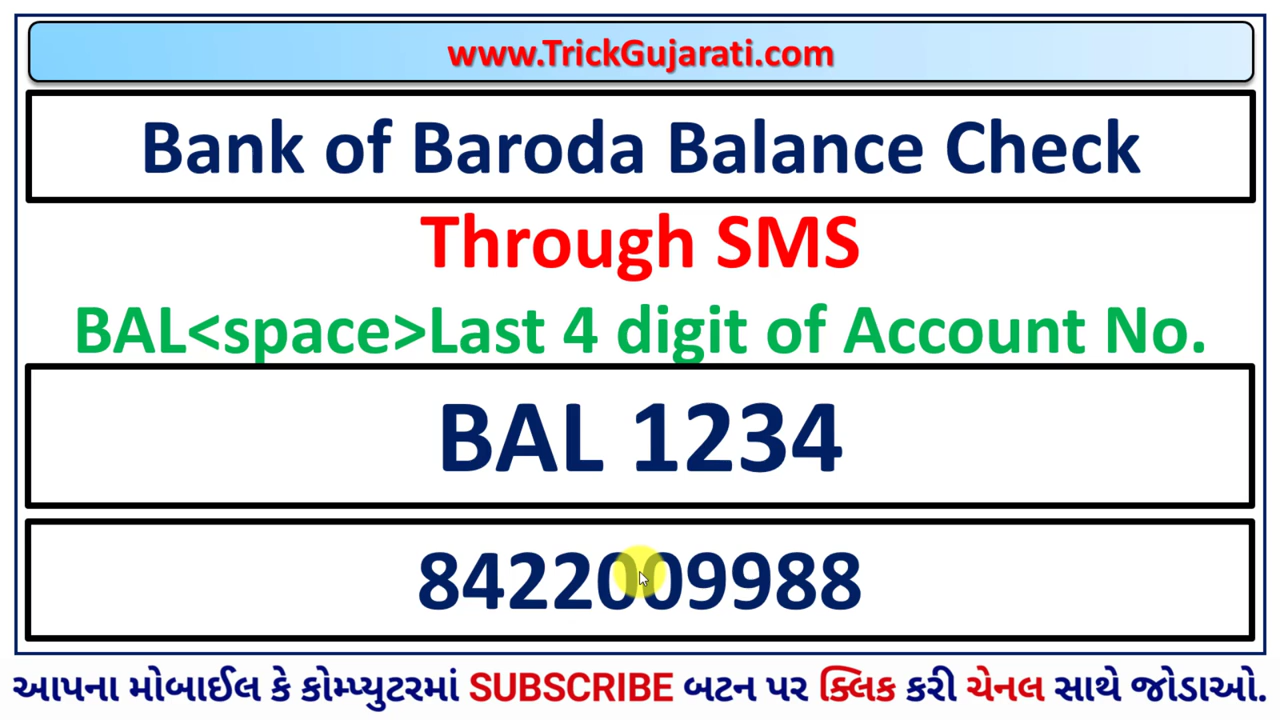 www.TrickGujarati.com
Bank of Baroda Balance Check
Through SMS
BAL<space>Last 4 digit of Account No.
BAL 1234
8422009988
આપના મોબાઈલ કે કોમ્પ્યુટરમાં SUBSCRIBE બટન પર ક્લિક કરી ચેનલ સાથે જોડાઓ.